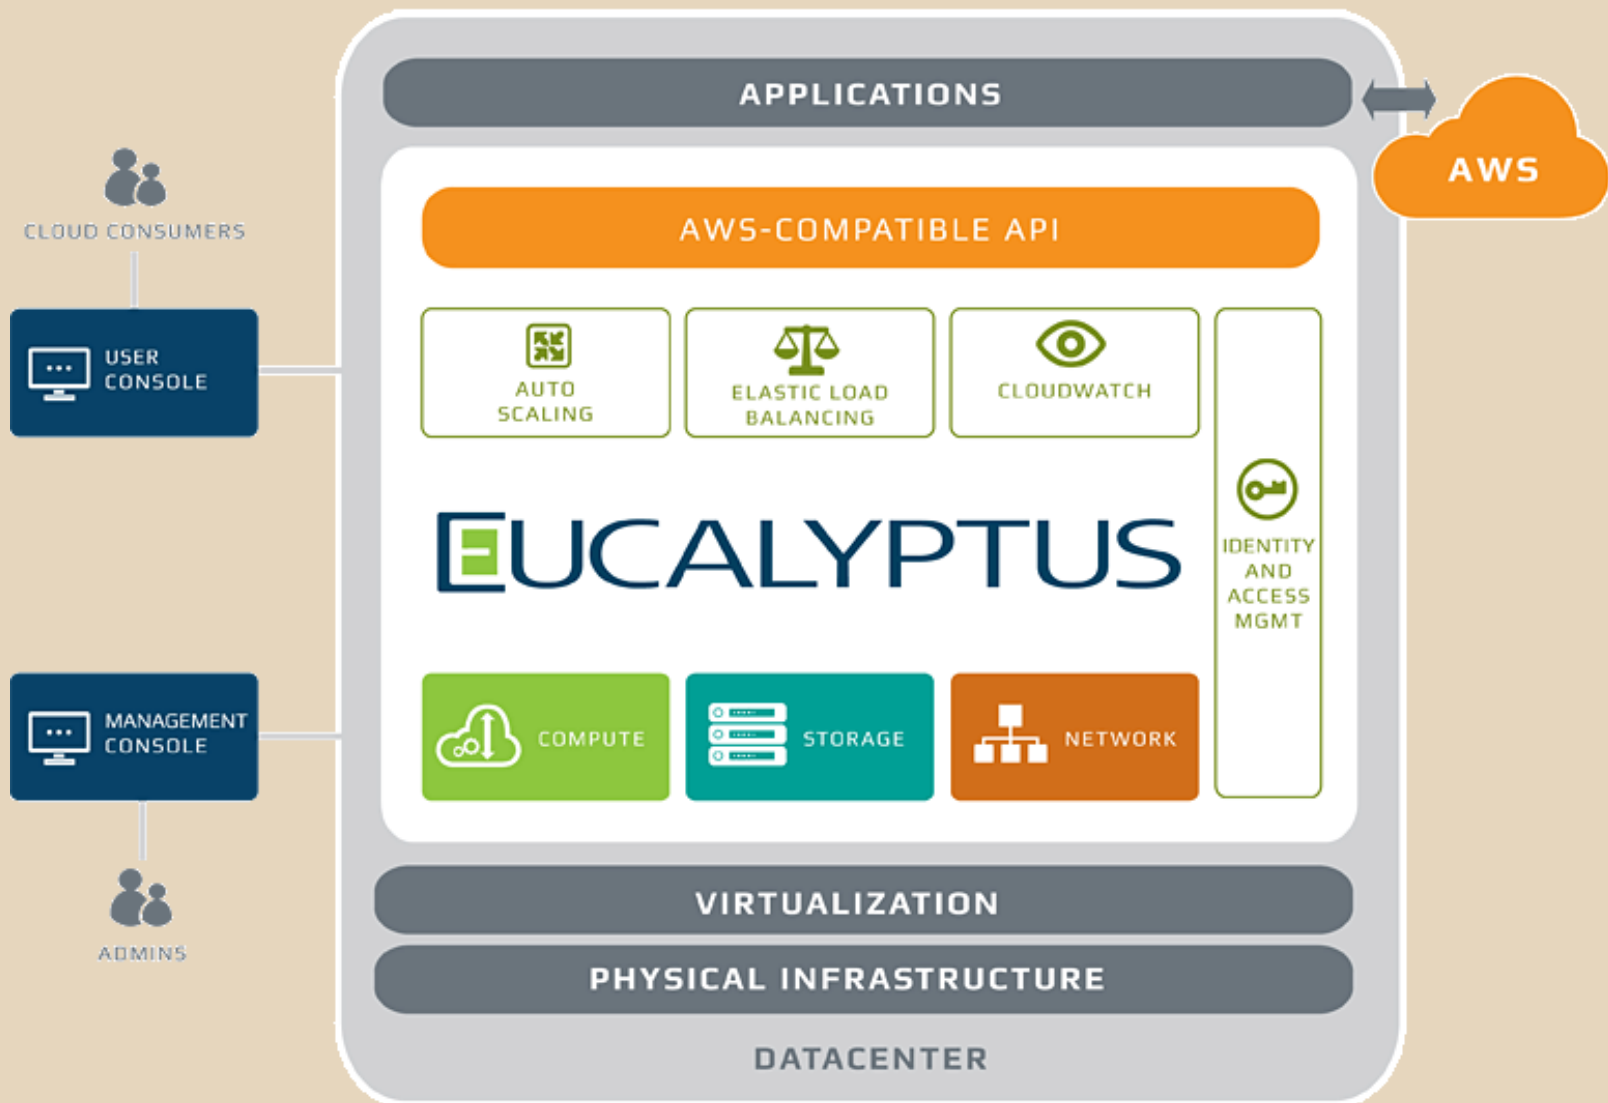 APPLICATIONS
AWS
CLOUD CONSUMERS
AWS-COMPATIBLE API
USER
CONSOLE
AUTO
SCALING
ELASTIC LOAD
BALANCING
CLOUDWATCH
EUCALYPTUS
IDENTITY
AND
ACCESS
MGMT
MANAGEMENT
CONSOLE
COMPUTE
STORAGE
NETWORK
ADMINS
VIRTUALIZATION
PHYSICAL INFRASTRUCTURE
DATACENTER